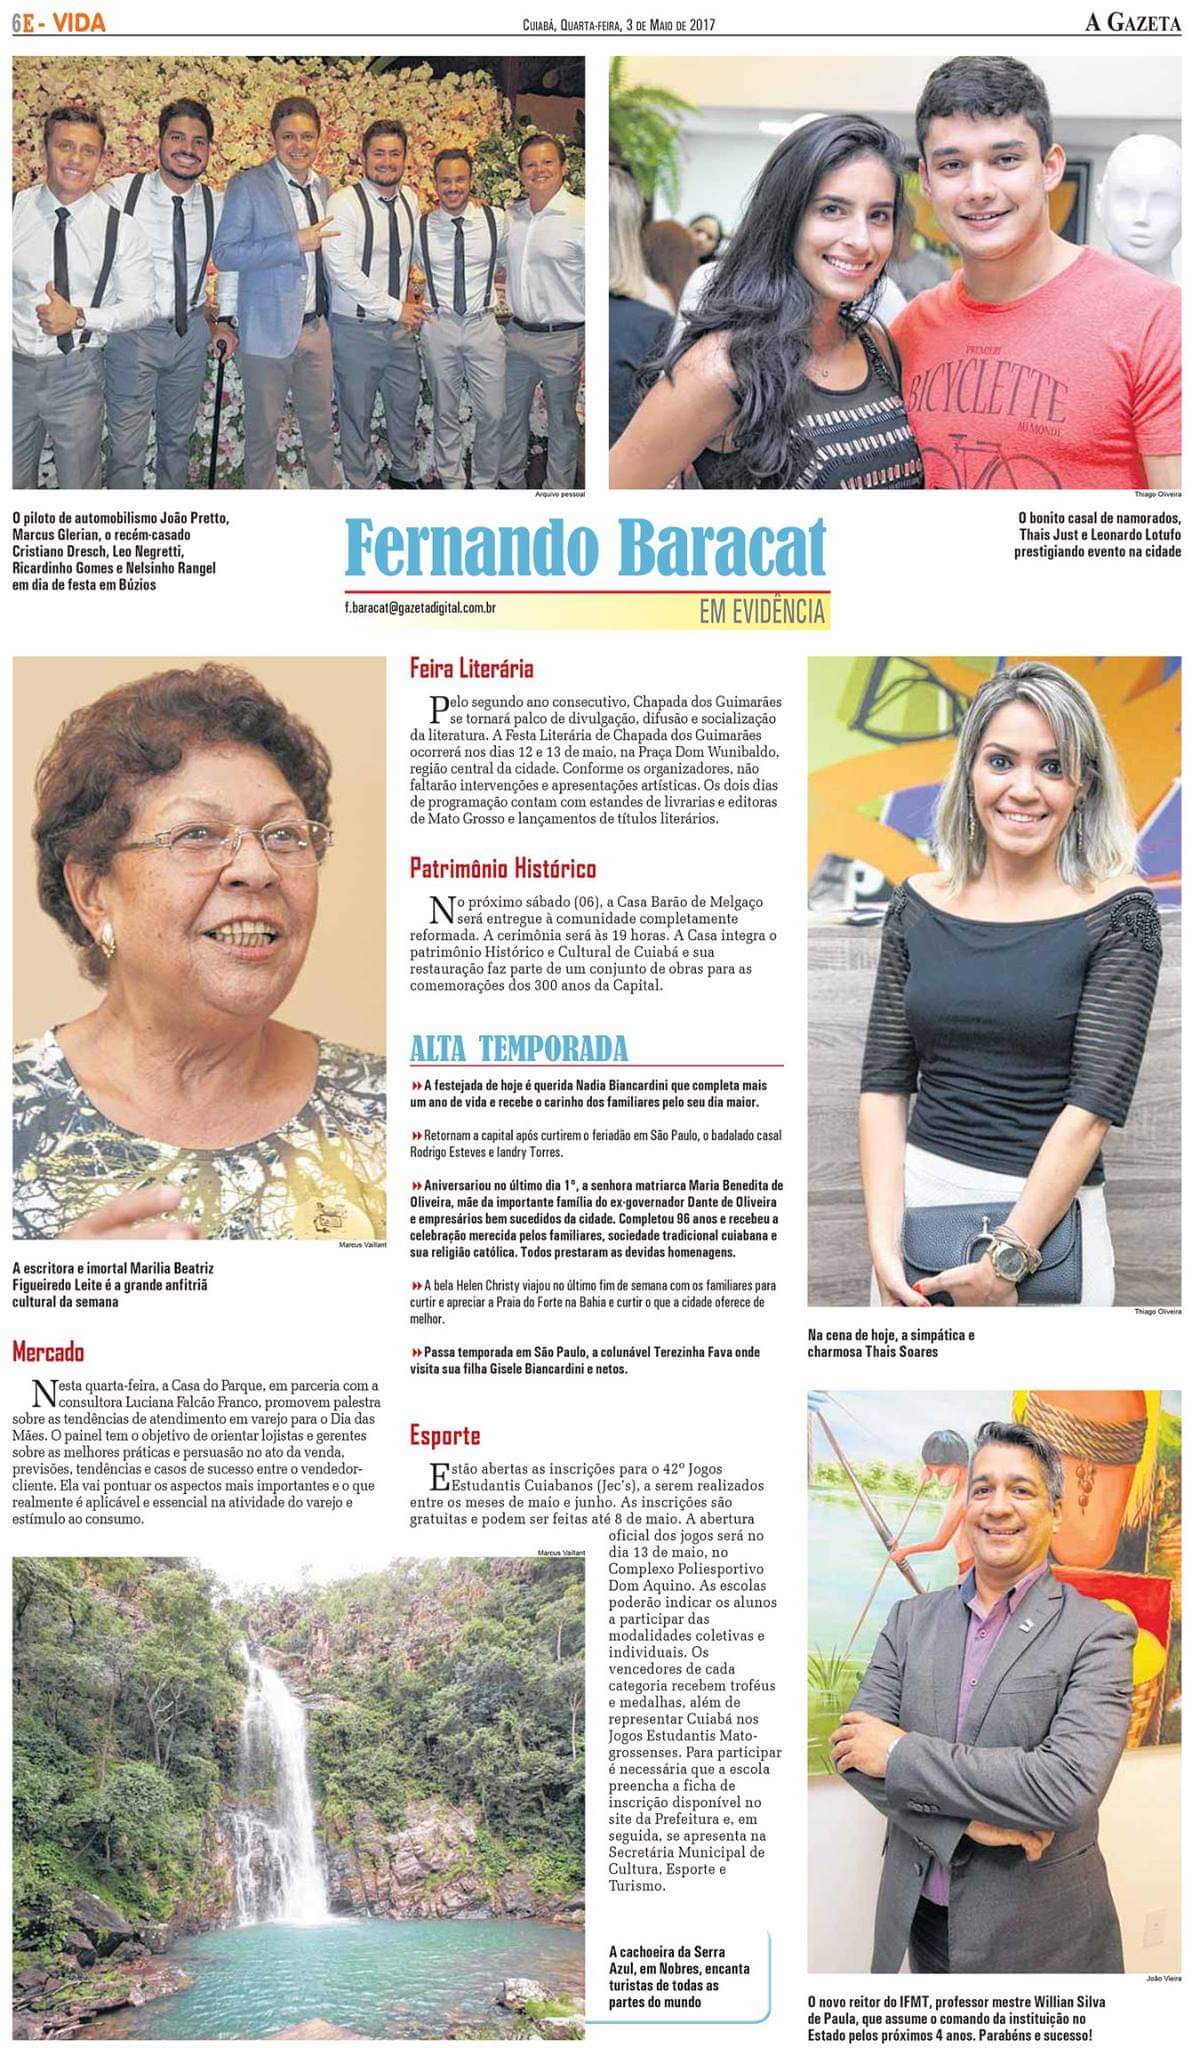 6E - VIDA
CUIABÁ, QUARTA-FEIRA, 3 DE MAIO DE 2017
A GAZETA
PREMIERE
BICYCLETTE
AU MONDE
Arquivo pessoal
Thiago Oliveira
O piloto de automobilismo João Pretto,
Marcus Glerian, o recém-casado
Cristiano Dresch, Leo Negretti,
Ricardinho Gomes e Nelsinho Rangel
em dia de festa em Búzios
Fernando Baracat
f.baracat@gazetadigital.com.br
EM EVIDÊNCIA
O bonito casal de namorados,
Thais Just e Leonardo Lotufo
prestigiando evento na cidade
Marcus Vaillant
A escritora e imortal Marilia Beatriz
Figueiredo Leite é a grande anfitriã
cultural da semana
Mercado
Nesta quarta-feira, a Casa do Parque, em parceria com a
consultora Luciana Falcão Franco, promovem palestra
sobre as tendências de atendimento em varejo para o Dia das
Mães. O painel tem o objetivo de orientar lojistas e gerentes
sobre as melhores práticas e persuasão no ato da venda,
previsões, tendências e casos de sucesso entre o vendedor-
cliente. Ela vai pontuar os aspectos mais importantes e o que
realmente é aplicável e essencial na atividade do varejo e
estímulo ao consumo.
Feira Literária
Pelo segundo ano consecutivo, Chapada dos Guimarães
se tornará palco de divulgação, difusão e socialização
da literatura. A Festa Literária de Chapada dos Guimarães
ocorrerá nos dias 12 e 13 de maio, na Praça Dom Wunibaldo,
região central da cidade. Conforme os organizadores, não
faltarão intervenções e apresentações artísticas. Os dois dias
de programação contam com estandes de livrarias e editoras
de Mato Grosso e lançamentos de títulos literários.
Patrimônio Histórico
No próximo sábado (06), a Casa Barão de Melgaço
será entregue à comunidade completamente
reformada. A cerimônia será às 19 horas. A Casa integra o
patrimônio Histórico e Cultural de Cuiabá e sua
restauração faz parte de um conjunto de obras para as
comemorações dos 300 anos da Capital.
ALTA TEMPORADA
A festejada de hoje é querida Nadia Biancardini que completa mais
um ano de vida e recebe o carinho dos familiares pelo seu dia maior.
Retornam a capital após curtirem o feriadão em São Paulo, o badalado casal
Rodrigo Esteves e Iandry Torres.
Aniversariou no último dia 1º, a senhora matriarca Maria Benedita de
Oliveira, mãe da importante família do ex-governador Dante de Oliveira
e empresários bem sucedidos da cidade. Completou 96 anos e recebeu a
celebração merecida pelos familiares, sociedade tradicional cuiabana e
sua religião católica. Todos prestaram as devidas homenagens.
A bela Helen Christy viajou no último fim de semana com os familiares para
curtir e apreciar a Praia do Forte na Bahia e curtir o que a cidade oferece de
melhor.
Passa temporada em São Paulo, a colunável Terezinha Fava onde
visita sua filha Gisele Biancardini e netos.
Esporte
Estão abertas as inscrições para o 42º Jogos
Estudantis Cuiabanos (Jec's), a serem realizados
entre os meses de maio e junho. As inscrições são
gratuitas e podem ser feitas até 8 de maio. A abertura
oficial dos jogos será no
dia 13 de maio, no
Complexo Poliesportivo
Dom Aquino. As escolas
poderão indicar os alunos
a participar das
modalidades coletivas e
individuais. Os
vencedores de cada
categoria recebem troféus
e medalhas, além de
representar Cuiabá nos
Jogos Estudantis Mato-
grossenses. Para participar
é necessária que a escola
preencha a ficha de
inscrição disponível no
site da Prefeitura e, em
seguida, se apresenta na
Secretária Municipal de
Cultura, Esporte e
Turismo.
Marcus Vaillant
A cachoeira da Serra
Azul, em Nobres, encanta
turistas de todas as
partes do mundo
Thiago Oliveira
Na cena de hoje, a simpática e
charmosa Thais Soares
João Vieira
O novo reitor do IFMT, professor mestre Willian Silva
de Paula, que assume o comando da instituição no
Estado pelos próximos 4 anos. Parabéns e sucesso!